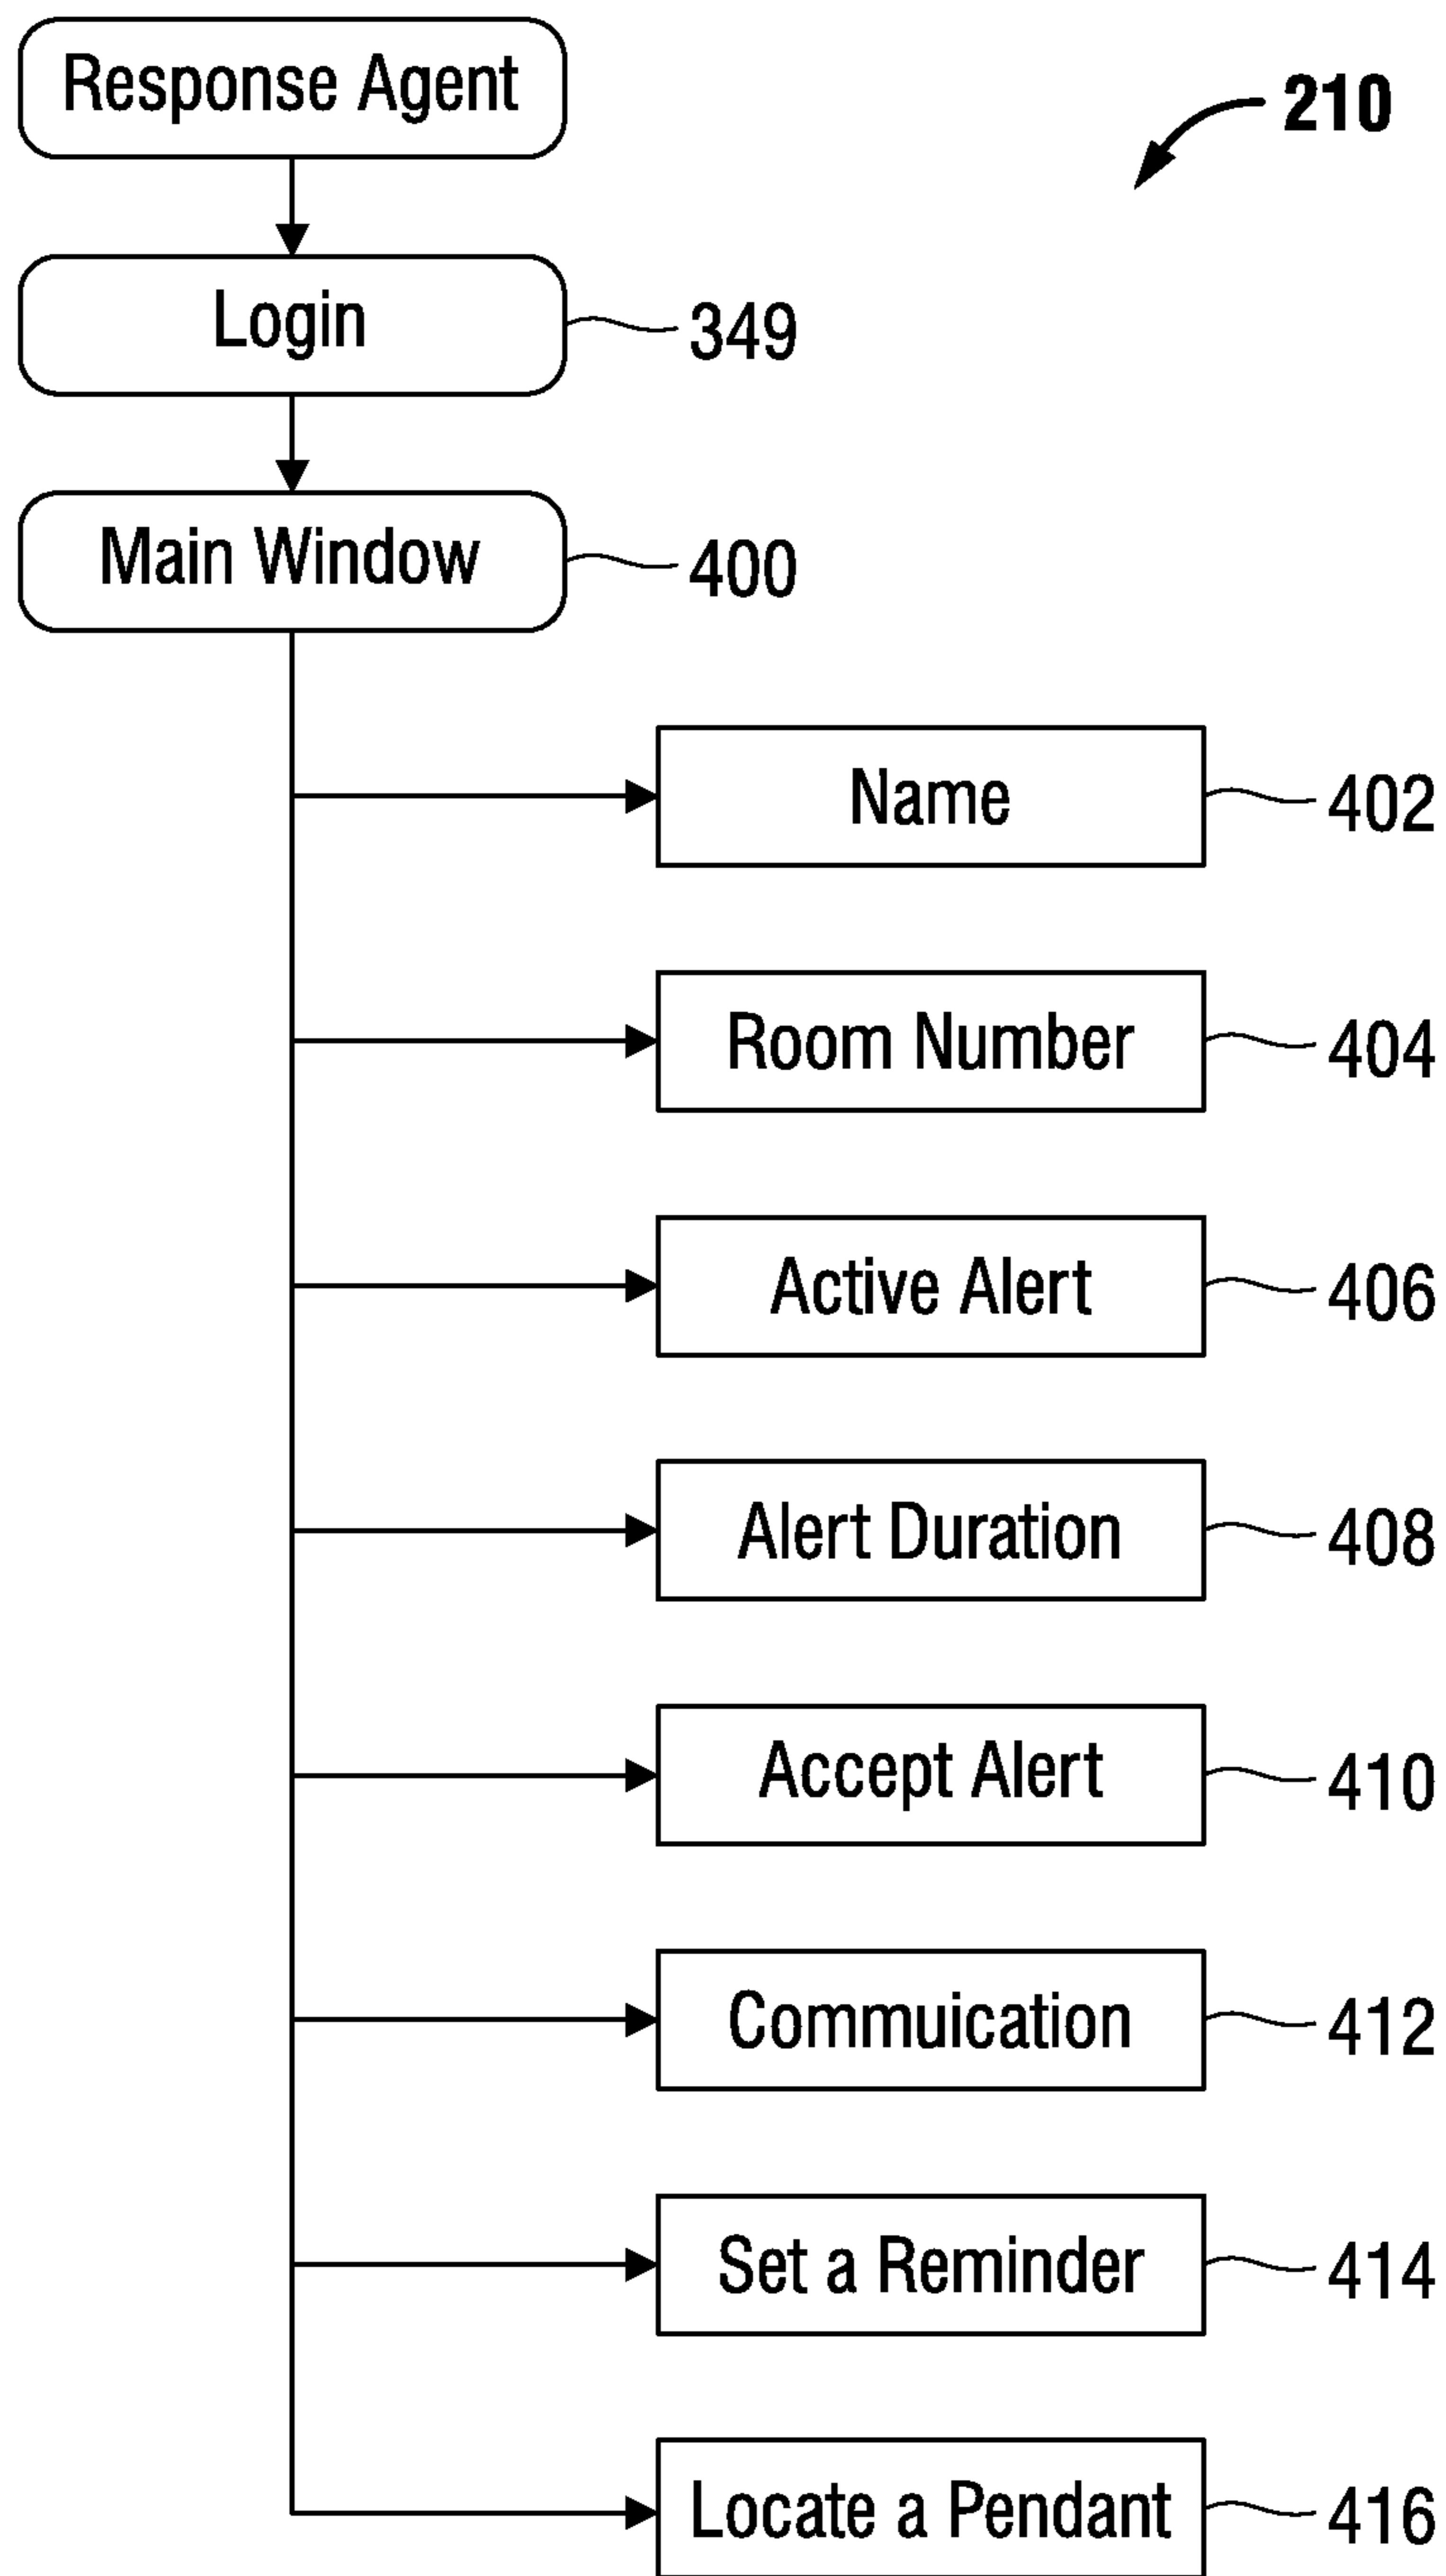 Response Agent
210
Login
349
Main Window
400
Name
402
Room Number
404
Active Alert
406
Alert Duration
408
Accept Alert
410
Commuication
412
Set a Reminder
414
Locate a Pendant
416